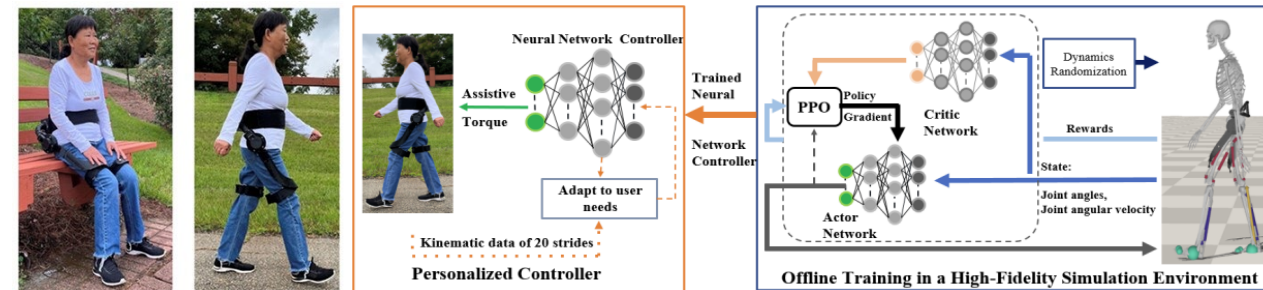 Neural Network Controller
Assistive
Torque
Adapt to user
needs
Kinematic data of 20 strides
Personalized Controller
Trained
Neural
Network
Controller
PPO
Policy
Gradient
Critic
Network
Actor
Network
Dynamics
Randomization
Rewards
State:
Joint angles,
Joint angular velocity
Offline Training in a High-Fidelity Simulation Environment